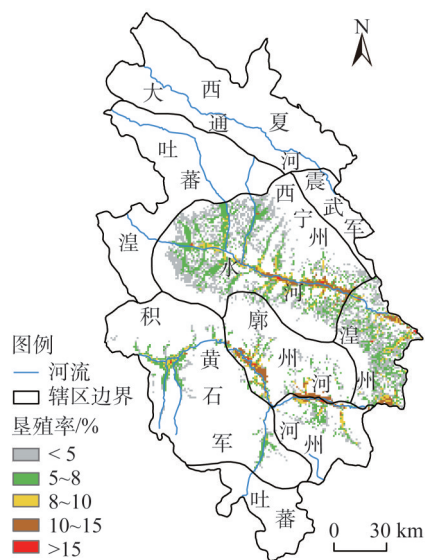 N
西夏
大通河
吐蕃
震武军
西宁州
湟水河
湟州
积石军
廓州
黄河
河州
吐蕃
图例
河流
辖区边界
垦殖率/%
< 5
5~8
8~10
10~15
>15
0 30 km